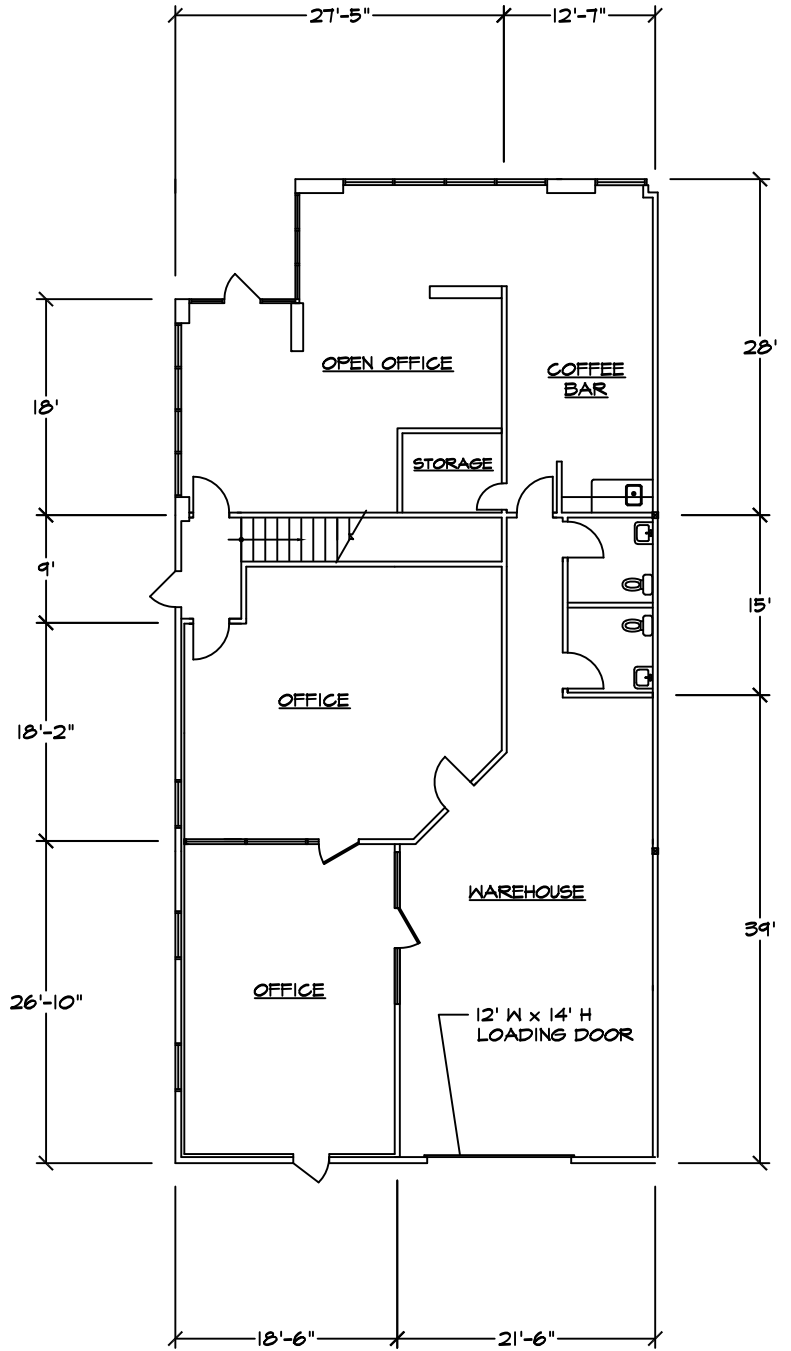 27'-5"
12'-7"
28'
OPEN OFFICE
COFFEE
BAR
18'
STORAGE
9'
15'
OFFICE
18'-2"
WAREHOUSE
39'
OFFICE
26'-10"
12' W x 14' H
LOADING DOOR
18'-6"
21'-6"